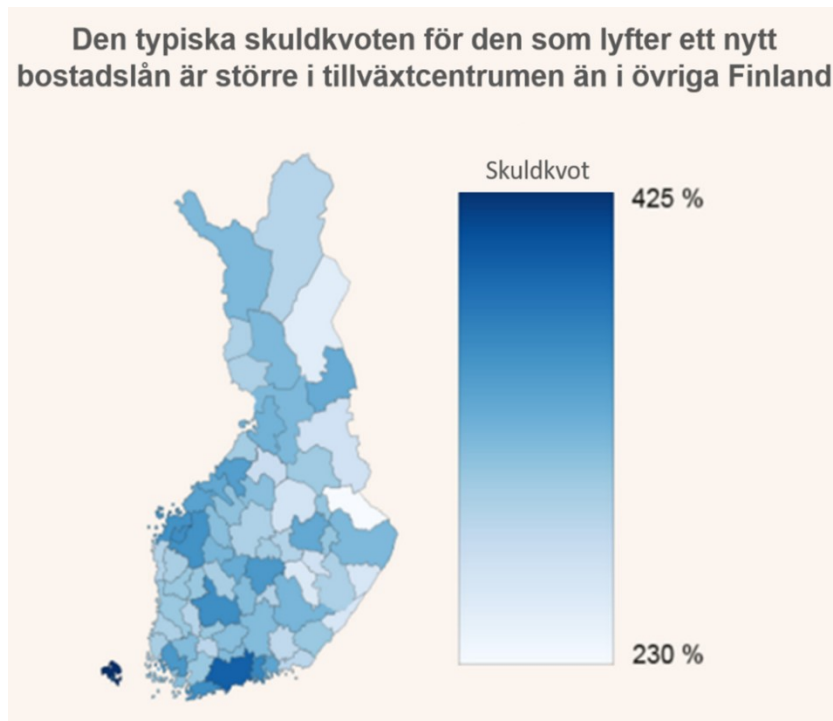 Den typiska skuldkvoten för den som lyfter ett nytt
bostadslån är större i tillväxtcentrumen än i övriga Finland
Skuldkvot
425 %
230 %